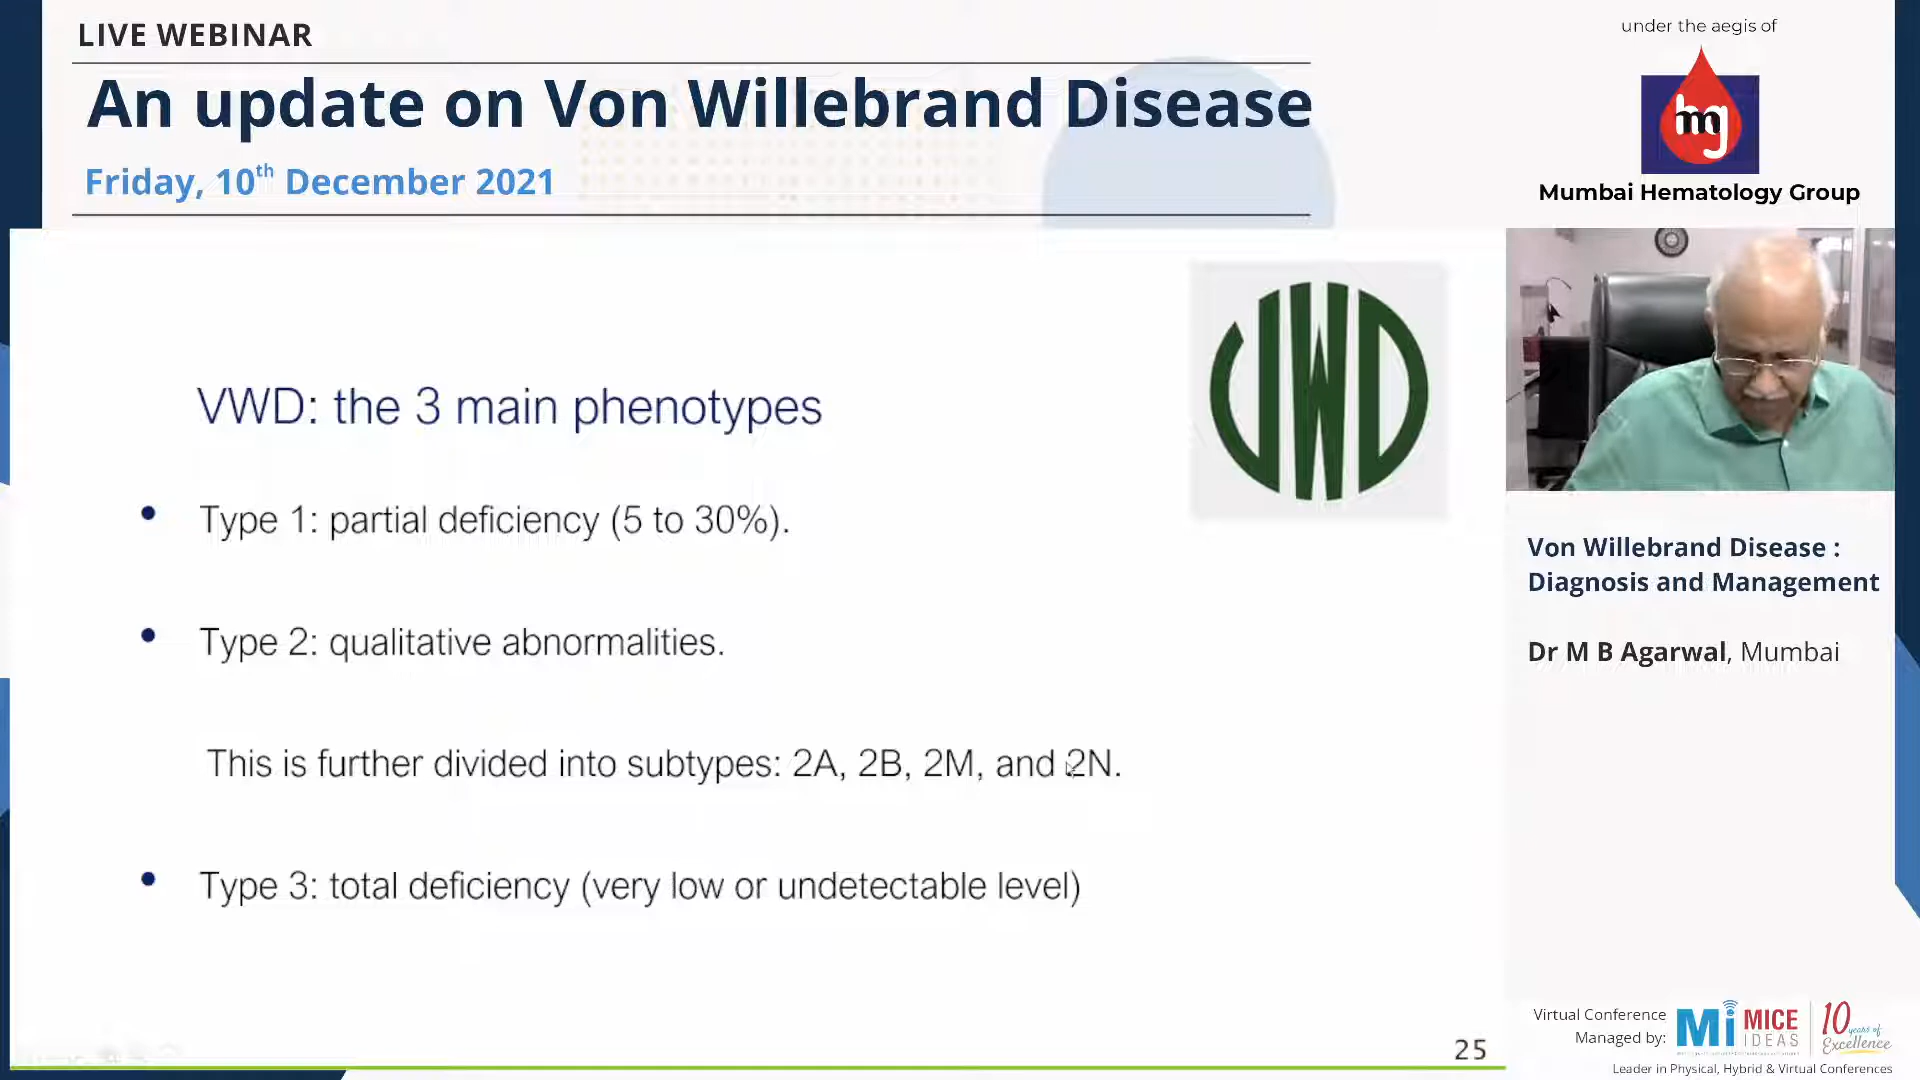 LIVE WEBINAR
An update on Von Willebrand Disease
Friday, 10th December 2021
under the aegis of
hmg
Mumbai Hematology Group
VWD
VWD: the 3 main phenotypes
• Type 1: partial deficiency (5 to 30%).
• Type 2: qualitative abnormalities.
This is further divided into subtypes: 2A, 2B, 2M, and 2N.
• Type 3: total deficiency (very low or undetectable level)
25
Von Willebrand Disease :
Diagnosis and Management
Dr M B Agarwal, Mumbai
Virtual Conference
Managed by:
Mi MICE
IDEAS
10
years of
Excellence
Leader in Physical, Hybrid & Virtual Conferences